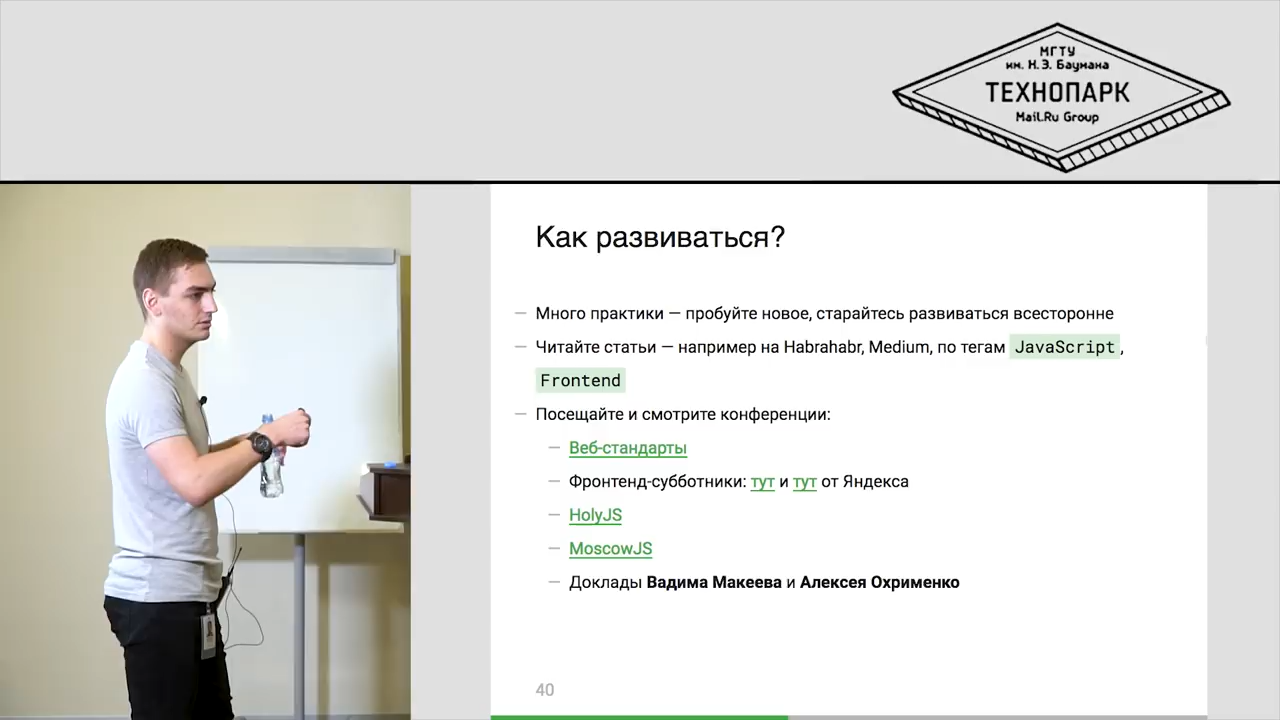 МГТУ
им. Н.Э. Баумана
ТЕХНОПАРК
Mail.Ru Group
Как развиваться?
— Много практики — пробуйте новое, старайтесь развиваться всесторонне
— Читайте статьи — например на Habrahabr, Medium, по тегам JavaScript,
Frontend
— Посещайте и смотрите конференции:
— Веб-стандарты
— Фронтенд-субботники: тут и тут от Яндекса
— HolyJS
— MoscowJS
— Доклады Вадима Макеева и Алексея Охрименко
40